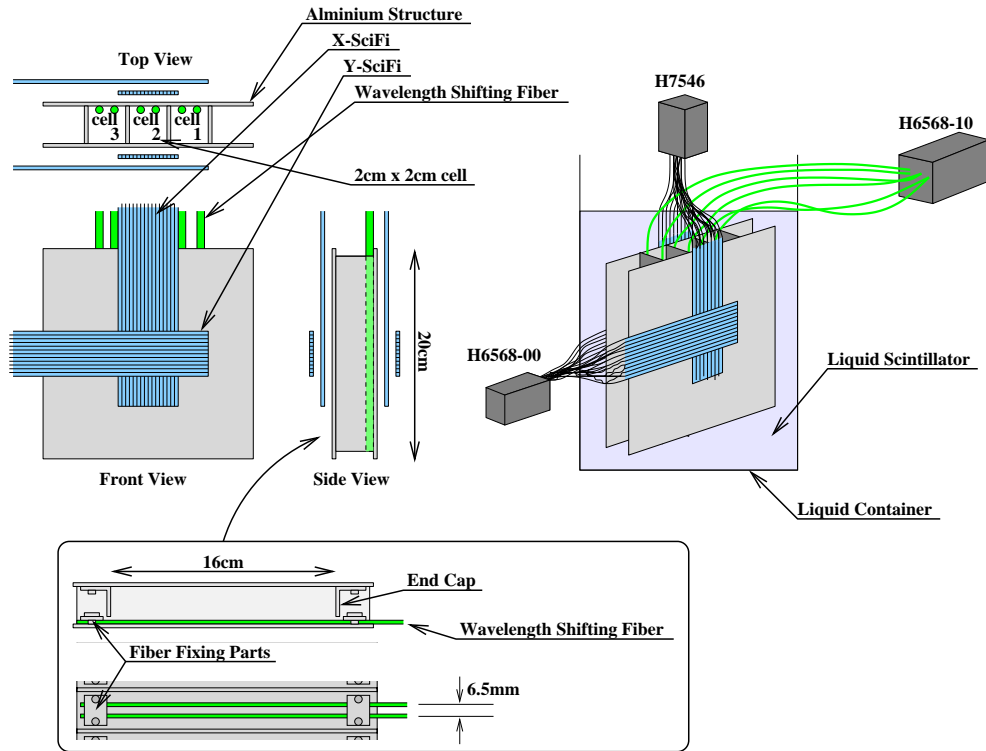 Alminium Structure
X-SciFi
Top View
Y-SciFi
Wavelength Shifting Fiber
cell
3
cell
2
cell
1
2cm x 2cm cell
H7546
H6568-10
20cm
H6568-00
Liquid Scintillator
Front View
Side View
Liquid Container
16cm
End Cap
Wavelength Shifting Fiber
Fiber Fixing Parts
6.5mm